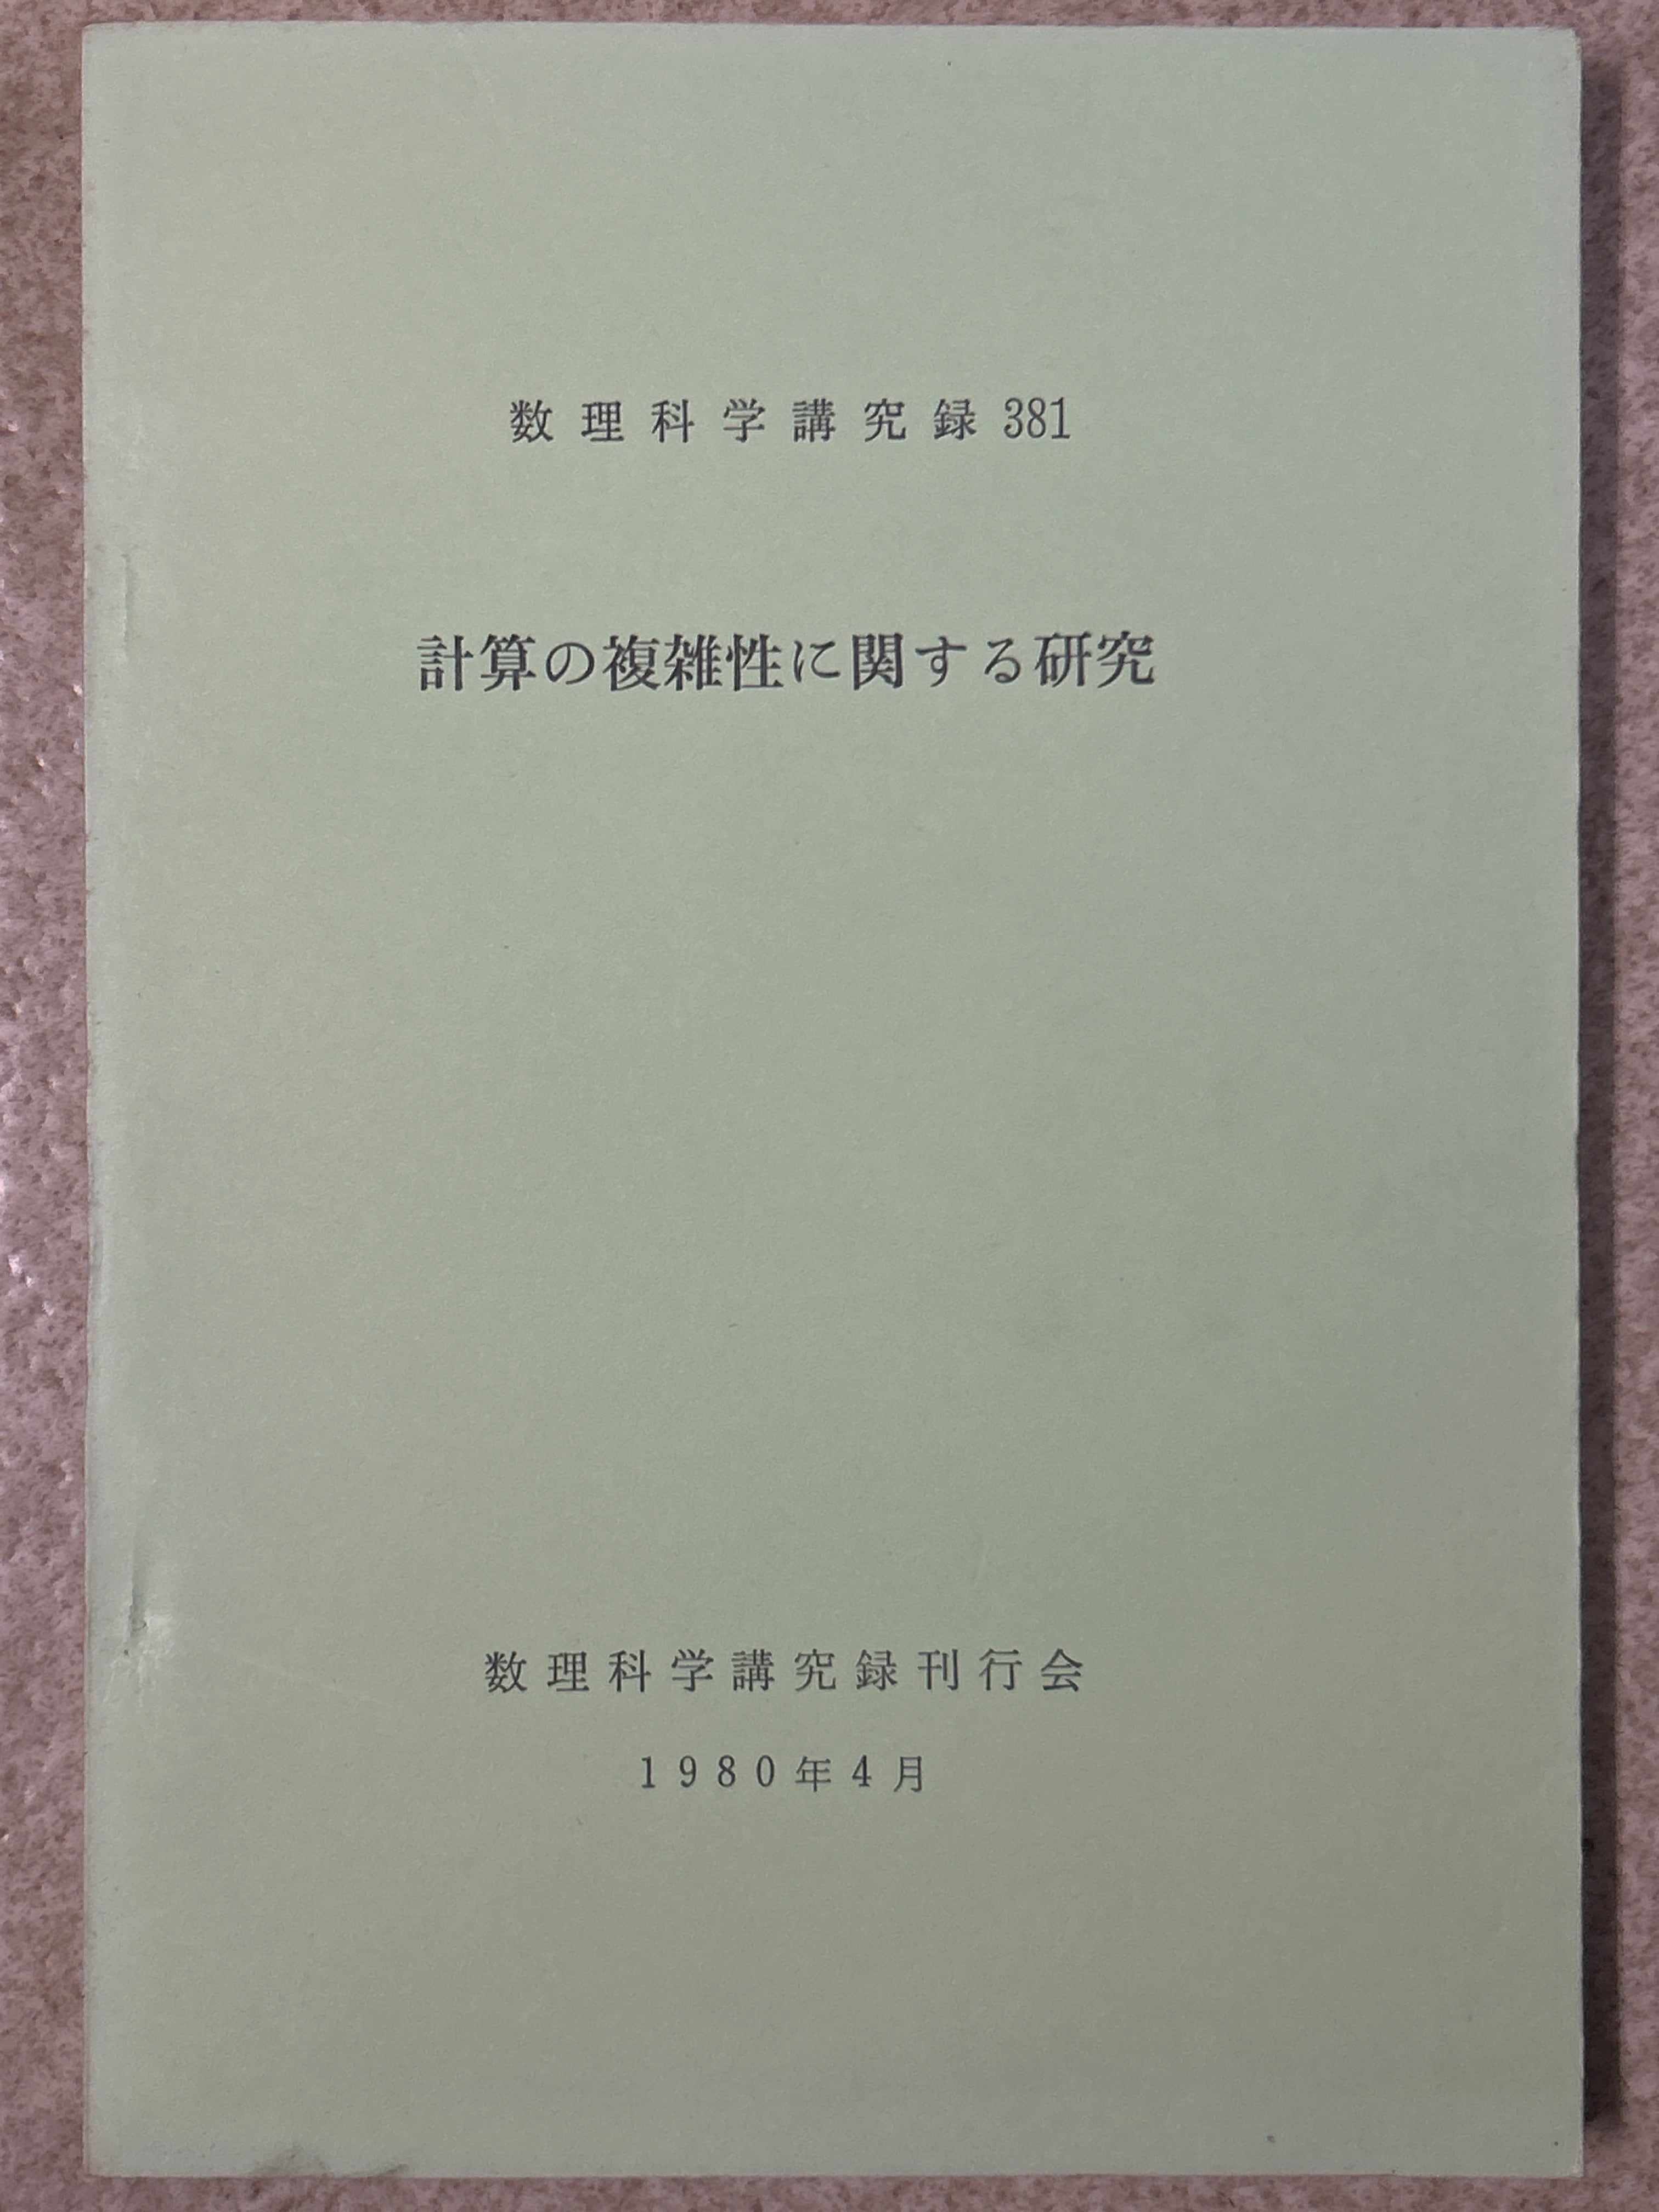 数理科学講究録381
計算の複雑性に関する研究
数理科学講究録刊行会
1980年4月